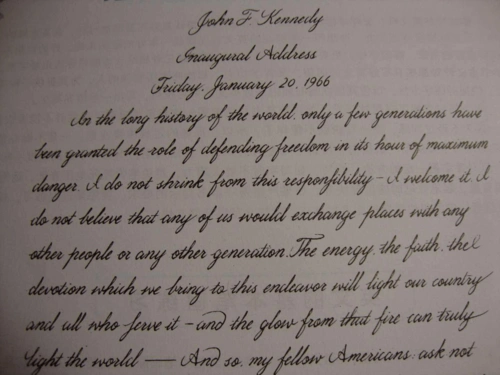 John F. Kennedy
Inaugural Address
Friday, January 20, 1966
In the long history of the world, only a few generations have
been granted the role of defending freedom in its hour of maximum
danger. I do not shrink from this responsibility - I welcome it. I
do not believe that any of us would exchange places with any
other people or any other generation. The energy, the faith, the
devotion which we bring to this endeavor will light our country
and all who serve it - and the glow from that fire can truly
light the world — And so, my fellow Americans: ask not